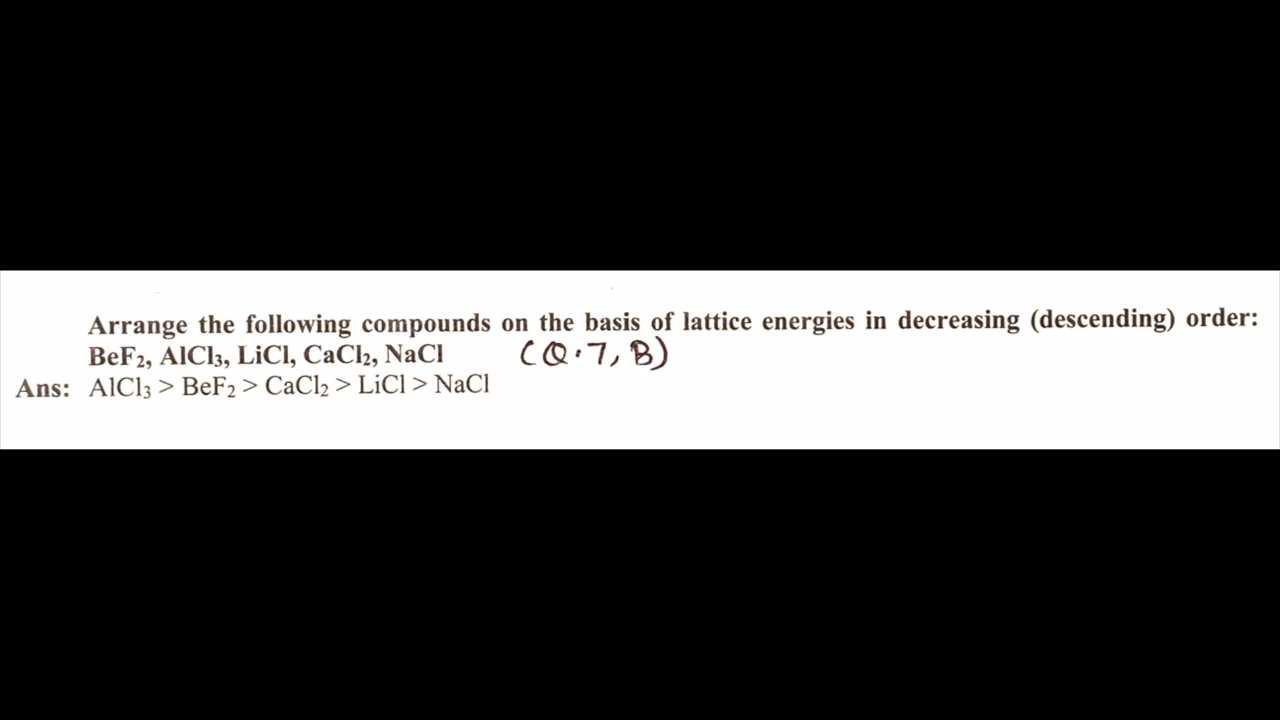 Arrange the following compounds on the basis of lattice energies in decreasing (descending) order:
BeF₂, AlCl₃, LiCl, CaCl₂, NaCl (Q.7, B)
Ans: AlCl₃ > BeF₂ > CaCl₂ > LiCl > NaCl